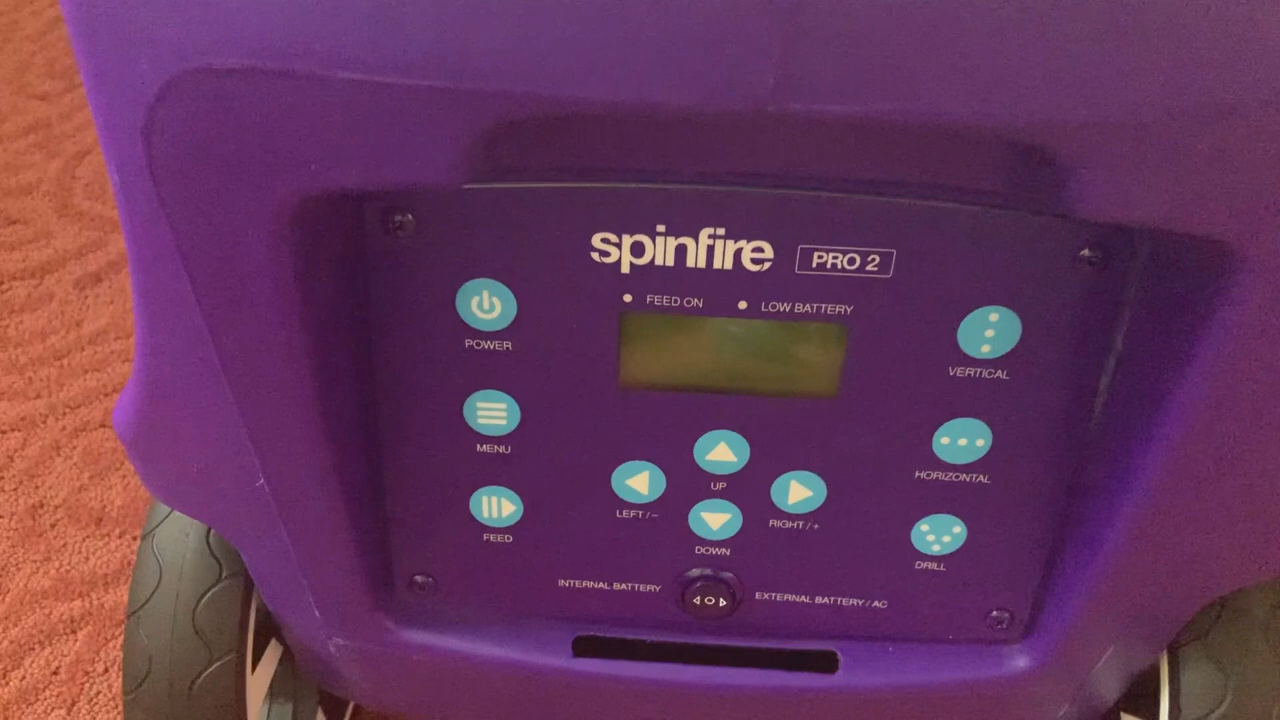 spinfire PRO 2
FEED ON LOW BATTERY
POWER
VERTICAL
MENU
HORIZONTAL
UP
LEFT / - RIGHT / +
FEED
DOWN
DRILL
INTERNAL BATTERY EXTERNAL BATTERY / AC